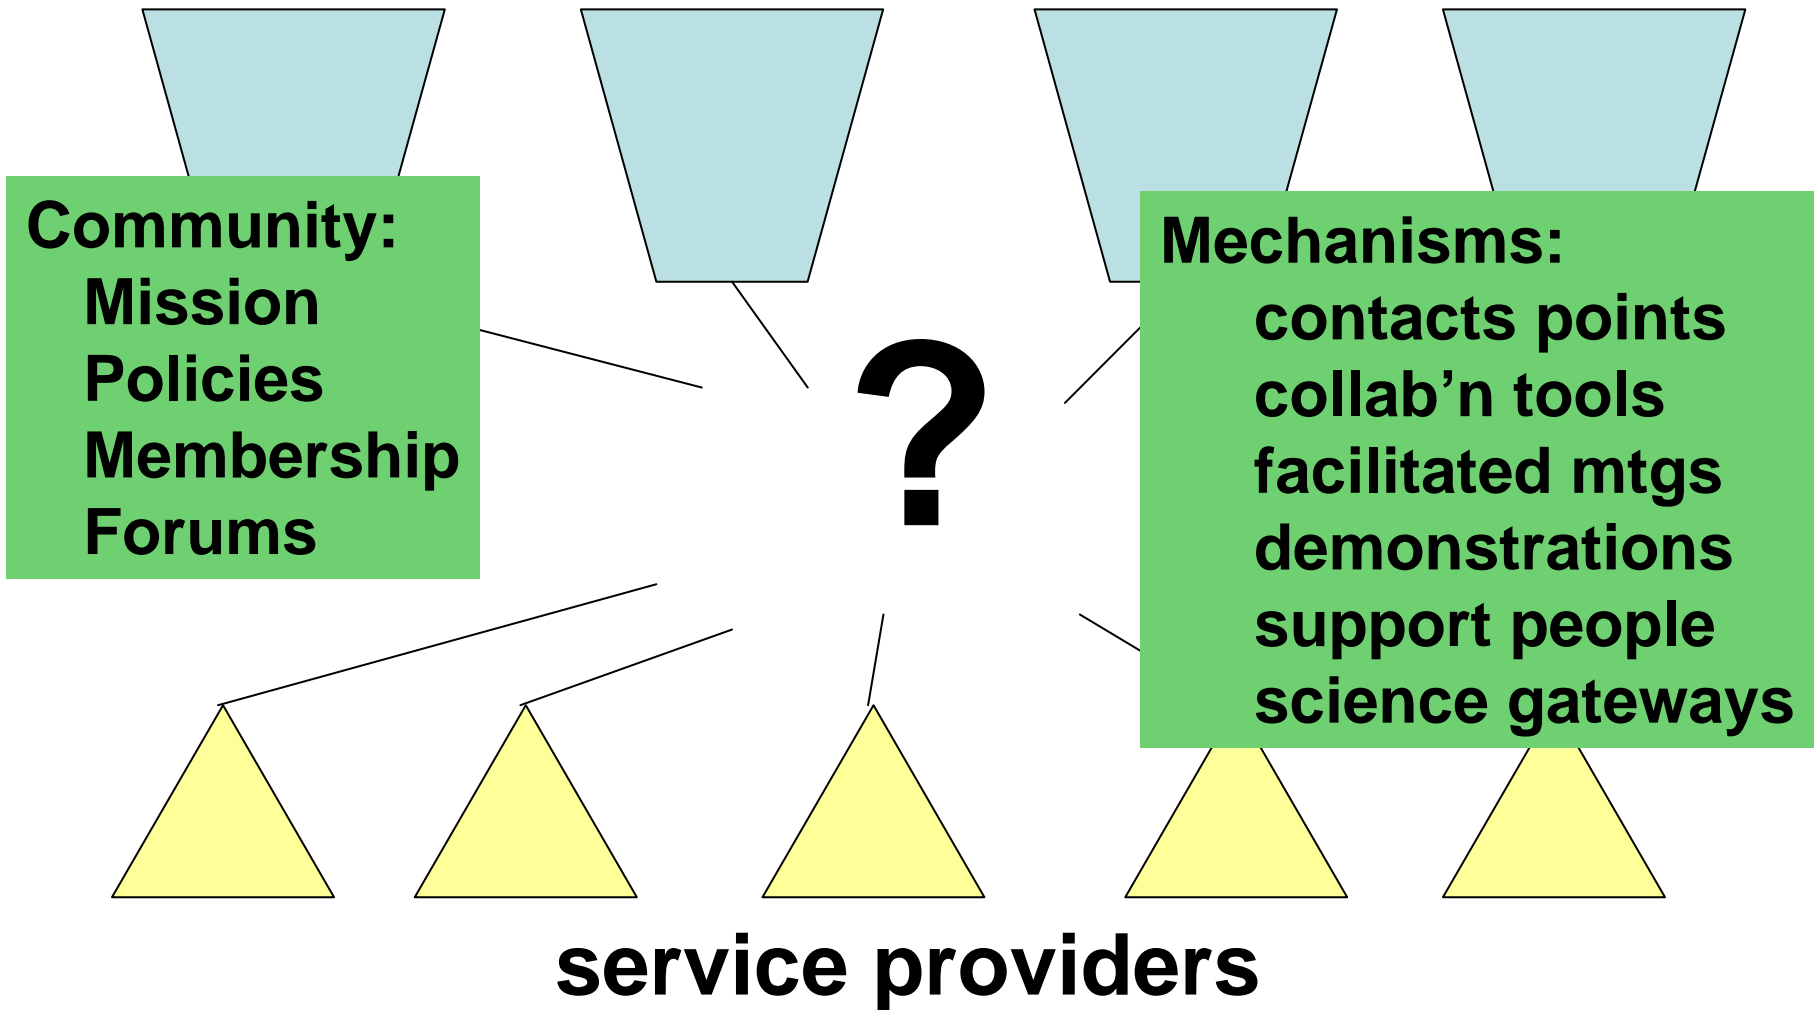 Community:
Mission
Policies
Membership
Forums
?
Mechanisms:
contacts points
collab’n tools
facilitated mtgs
demonstrations
support people
science gateways
service providers